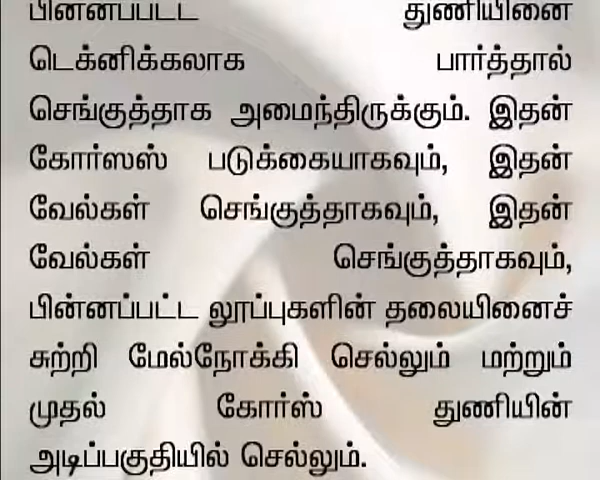 பின்னப்பட்ட துணியினை
டெக்னிக்கலாக பார்த்தால்
செங்குத்தாக அமைந்திருக்கும். இதன்
கோர்ஸஸ் படுக்கையாகவும், இதன்
வேல்கள் செங்குத்தாகவும், இதன்
வேல்கள் செங்குத்தாகவும்,
பின்னப்பட்ட லூப்புகளின் தலையினைச்
சுற்றி மேல்நோக்கி செல்லும் மற்றும்
முதல் கோர்ஸ் துணியின்
அடிப்பகுதியில் செல்லும்.